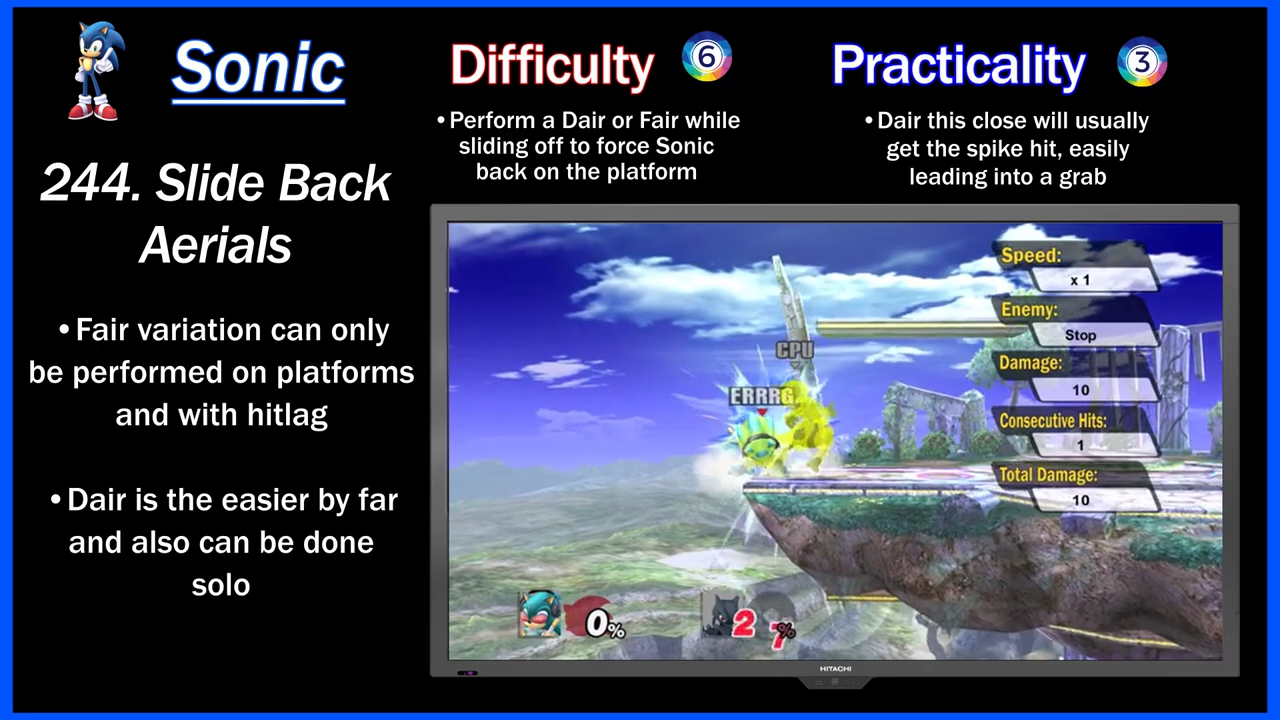 Sonic
244. Slide Back
Aerials
•Fair variation can only
be performed on platforms
and with hitlag
•Dair is the easier by far
and also can be done
solo
Difficulty 6
•Perform a Dair or Fair while
sliding off to force Sonic
back on the platform
Practicality 3
•Dair this close will usually
get the spike hit, easily
leading into a grab
Speed:
x 1
Enemy:
Stop
Damage:
10
Consecutive Hits:
1
Total Damage:
10
CPU
ERRRG
0%
2 %
HITACHI